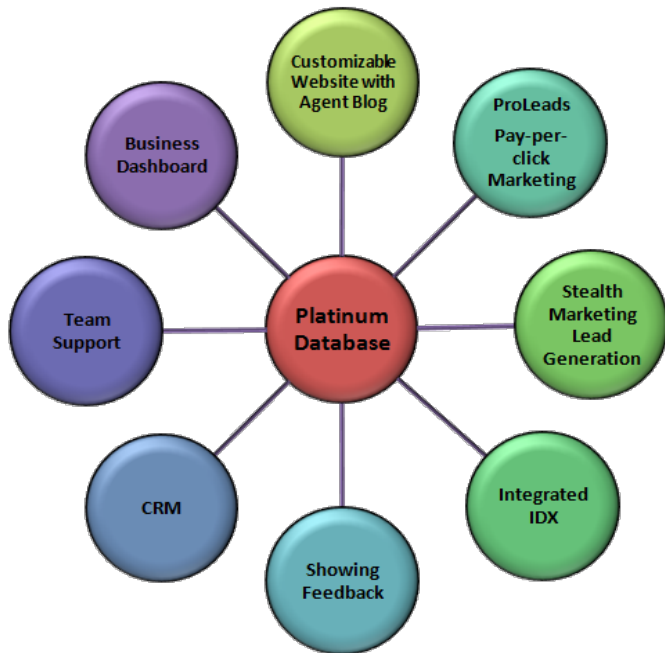 Customizable
Website with
Agent Blog
ProLeads
Pay-per-
click
Marketing
Business
Dashboard
Stealth
Marketing
Lead
Generation
Platinum
Database
Team
Support
Integrated
IDX
CRM
Showing
Feedback